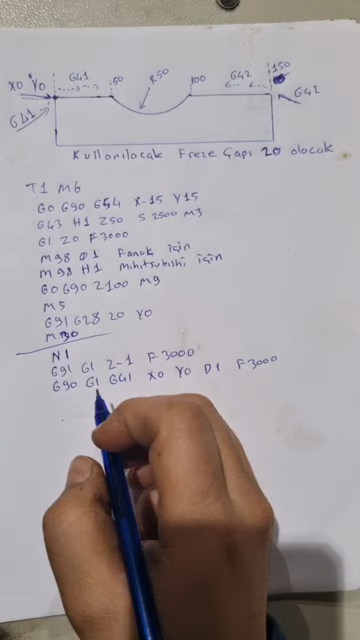 G41 G42 150
X0 Y0 50 R50 100 G42
G41
Kullanılacak Freze Çapı 20 olacak
T1 M6
G0 G90 G54 X-15 Y15
G43 H1 Z50 S2500 M3
G1 Z0 F3000
M98 P1 Fanuk için
M98 H1 Mihitsubishi için
G0 G90 Z100 M9
M5
G91 G28 Z0 Y0
M30
N1
G91 G1 Z-1 F3000
G90 G1 G41 X0 Y0 D1 F3000